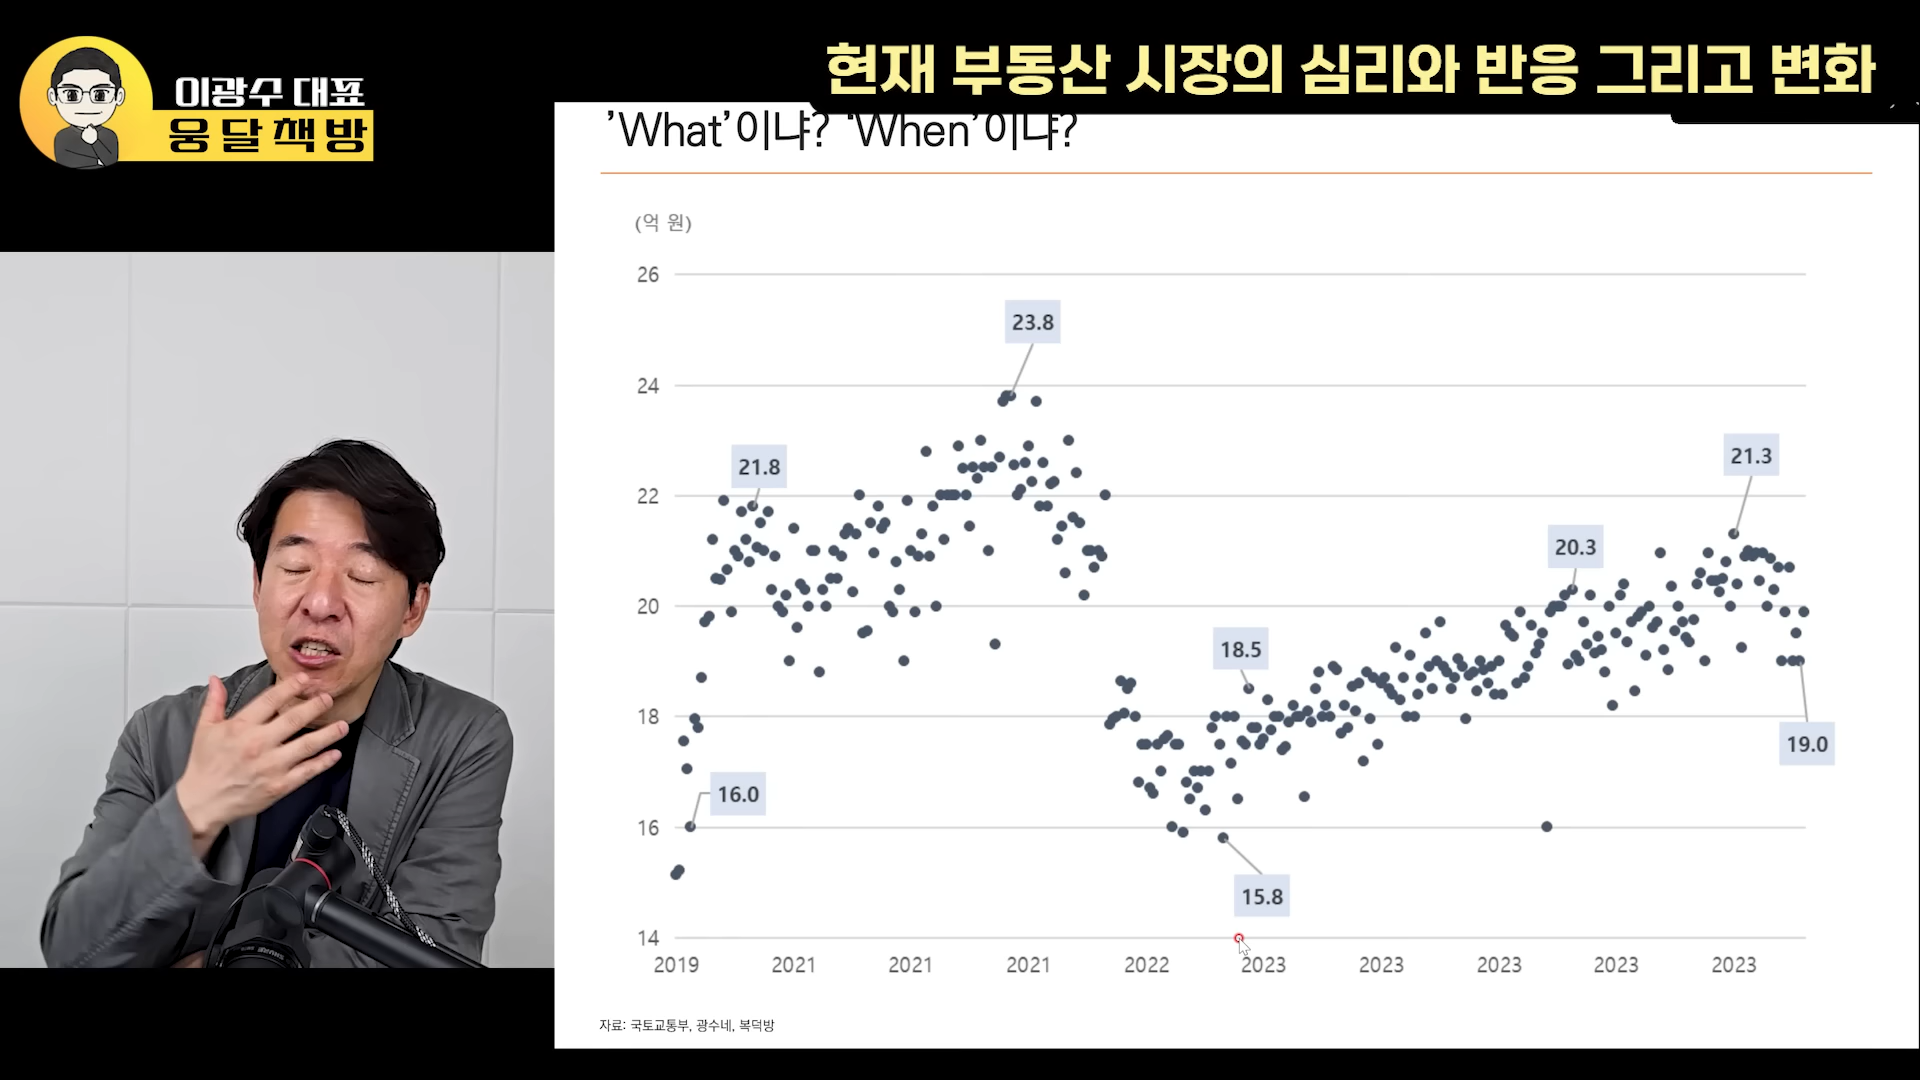 이광수 대표
웅달책방
현재 부동산 시장의 심리와 반응 그리고 변화
'What'이냐? 'When'이냐?
(억 원)
26
24
22
20
18
16
14
23.8
21.8
21.3
20.3
18.5
19.0
16.0
15.8
2019 2021 2021 2021 2022 2023 2023 2023 2023 2023
자료: 국토교통부, 광수네, 복덕방